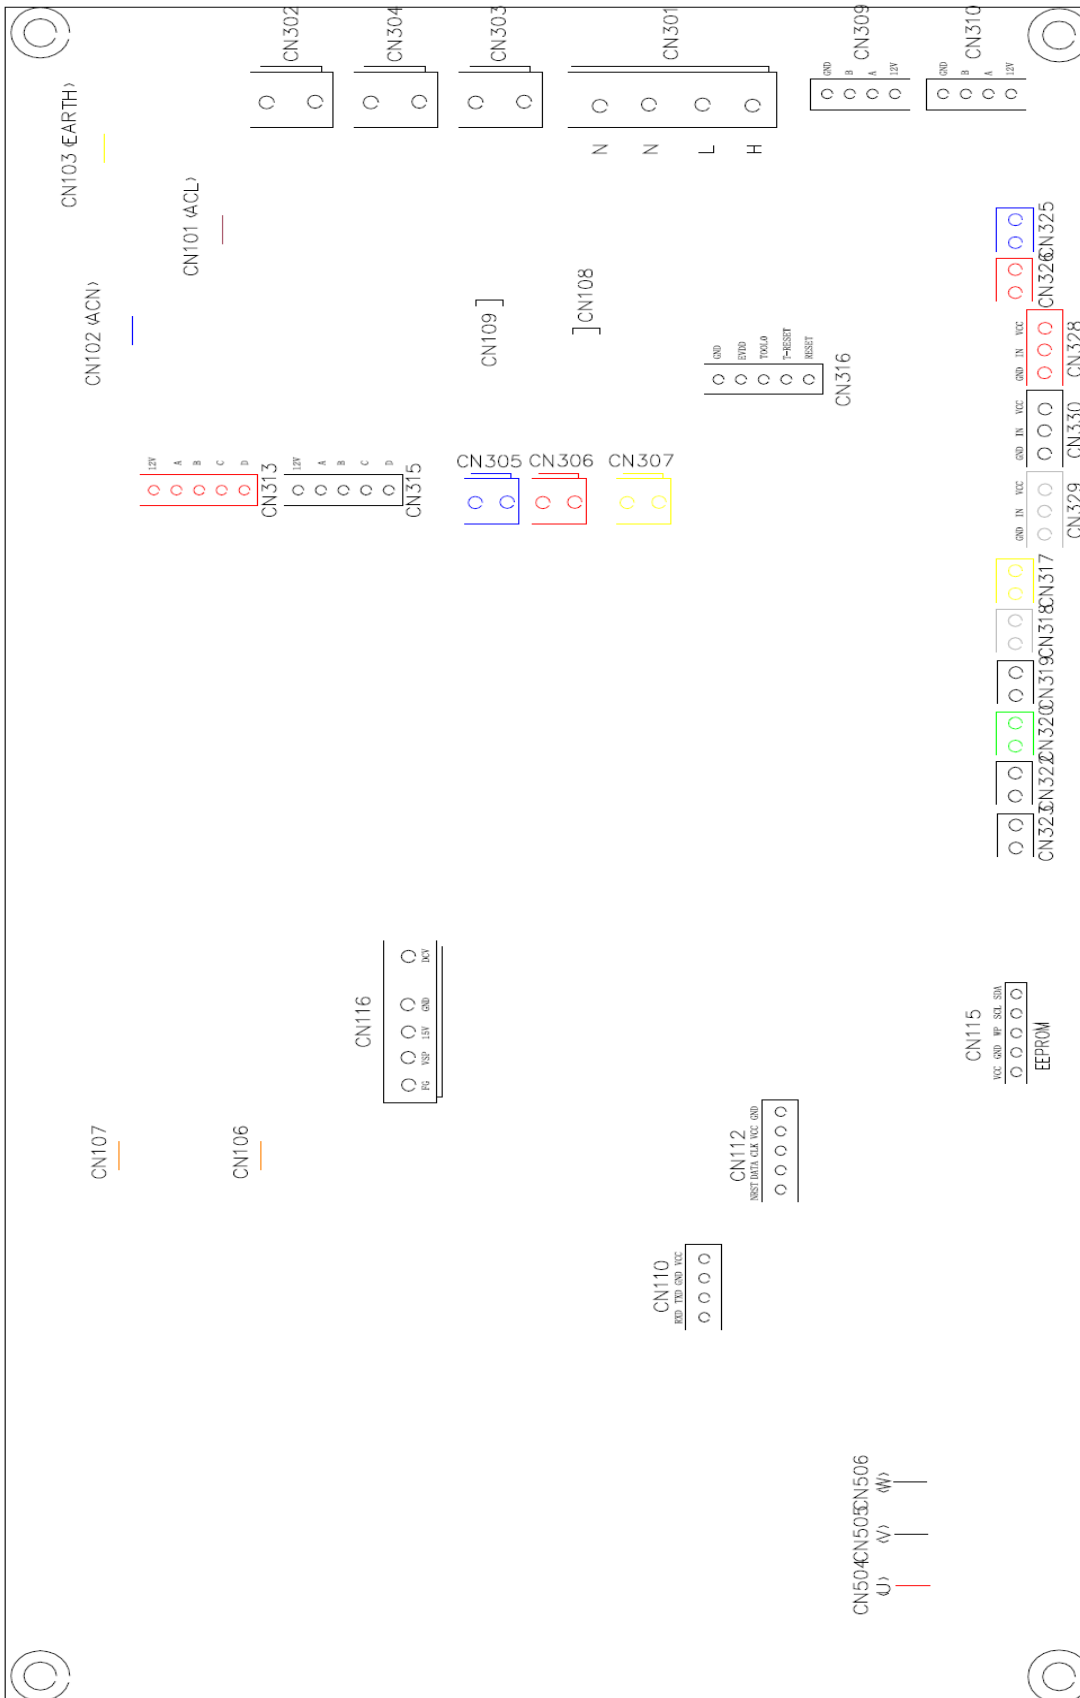 CN302
CN304
CN303
CN301
CN309
CN310
GND
B
A
12V
GND
B
A
12V
N
N
L
H
CN103 (EARTH)
CN101 (ACL)
CN102 (ACN)
CN109
CN108
GND
EVDD
TOOL0
T-RESET
RESET
CN316
CN325
CN326
GND IN VCC
CN328
GND IN VCC
CN330
GND IN VCC
CN329
12V
A
B
C
D
CN313
12V
A
B
C
D
CN315
CN305
CN306
CN307
CN317
CN318
CN319
CN320
CN322
CN323
CN116
FG VSP 15V GND DCV
CN115
VCC GND WP SCL SDA
EEPROM
CN107
CN106
CN112
NRST DATA CLK VCC GND
CN110
RXD TXD GND VCC
CN506
(W)
CN505
(V)
CN504
(U)